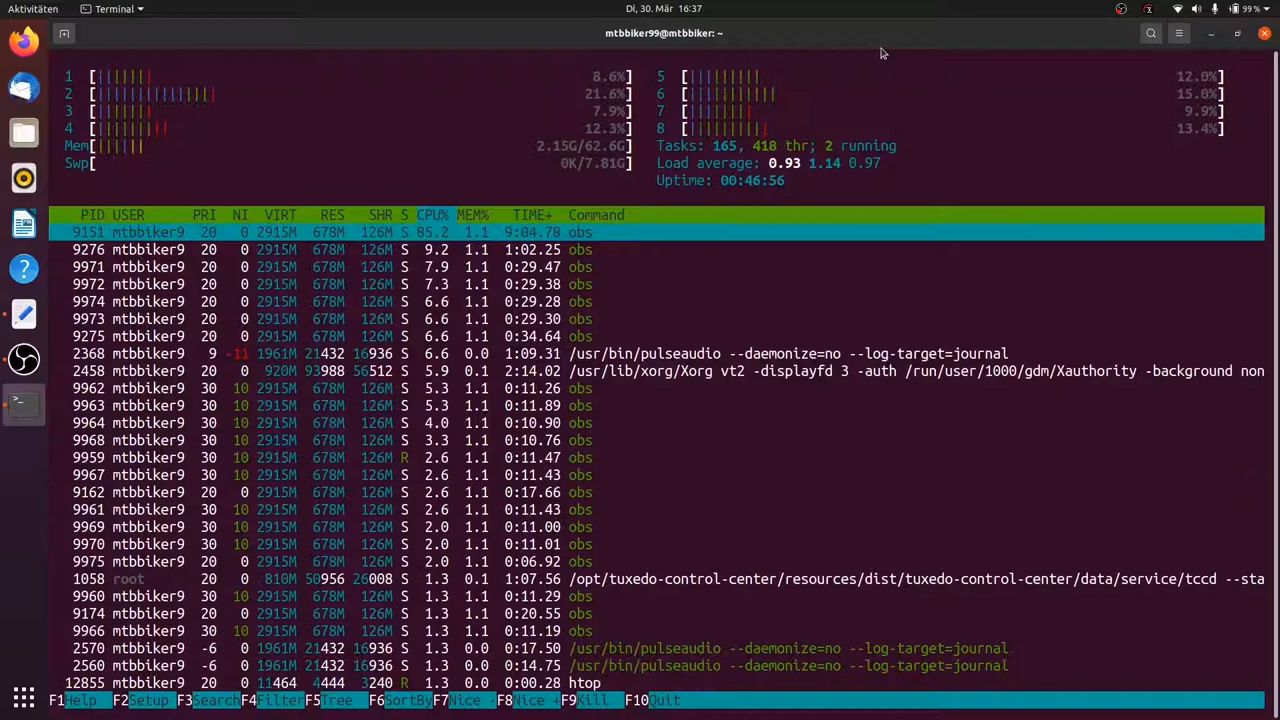 Aktivitäten Terminal Di, 30. Mär 16:37 99 %
mtbbiker99@mtbbiker: ~
1 [ 8.6%] 5 [ 12.0%]
2 [ 21.6%] 6 [ 15.0%]
3 [ 7.9%] 7 [ 9.9%]
4 [ 12.3%] 8 [ 13.4%]
Mem[ 2.15G/62.6G] Tasks: 165, 418 thr; 2 running
Swp[ 0K/7.81G] Load average: 0.93 1.14 0.97
Uptime: 00:46:56
PID USER PRI NI VIRT RES SHR S CPU% MEM% TIME+ Command
9151 mtbbiker9 20 0 2915M 678M 126M S 85.2 1.1 9:04.78 obs
9276 mtbbiker9 20 0 2915M 678M 126M S 9.2 1.1 1:02.25 obs
9971 mtbbiker9 20 0 2915M 678M 126M S 7.9 1.1 0:29.47 obs
9972 mtbbiker9 20 0 2915M 678M 126M S 7.3 1.1 0:29.38 obs
9974 mtbbiker9 20 0 2915M 678M 126M S 6.6 1.1 0:29.28 obs
9973 mtbbiker9 20 0 2915M 678M 126M S 6.6 1.1 0:29.30 obs
9275 mtbbiker9 20 0 2915M 678M 126M S 6.6 1.1 0:34.64 obs
2368 mtbbiker9 9 -11 1961M 21432 16936 S 6.6 0.0 1:09.31 /usr/bin/pulseaudio --daemonize=no --log-target=journal
2458 mtbbiker9 20 0 920M 93988 56512 S 5.9 0.1 2:14.02 /usr/lib/xorg/Xorg vt2 -displayfd 3 -auth /run/user/1000/gdm/Xauthority -background non
9962 mtbbiker9 30 10 2915M 678M 126M S 5.3 1.1 0:11.26 obs
9963 mtbbiker9 30 10 2915M 678M 126M S 5.3 1.1 0:11.89 obs
9964 mtbbiker9 30 10 2915M 678M 126M S 4.0 1.1 0:10.90 obs
9968 mtbbiker9 30 10 2915M 678M 126M S 3.3 1.1 0:10.76 obs
9959 mtbbiker9 30 10 2915M 678M 126M R 2.6 1.1 0:11.47 obs
9967 mtbbiker9 30 10 2915M 678M 126M S 2.6 1.1 0:11.43 obs
9162 mtbbiker9 20 0 2915M 678M 126M S 2.6 1.1 0:17.66 obs
9961 mtbbiker9 30 10 2915M 678M 126M S 2.6 1.1 0:11.43 obs
9969 mtbbiker9 30 10 2915M 678M 126M S 2.0 1.1 0:11.00 obs
9970 mtbbiker9 30 10 2915M 678M 126M S 2.0 1.1 0:11.01 obs
9975 mtbbiker9 20 0 2915M 678M 126M S 2.0 1.1 0:06.92 obs
1058 root 20 0 810M 50956 26008 S 1.3 0.1 1:07.56 /opt/tuxedo-control-center/resources/dist/tuxedo-control-center/data/service/tccd --sta
9960 mtbbiker9 30 10 2915M 678M 126M S 1.3 1.1 0:11.29 obs
9174 mtbbiker9 20 0 2915M 678M 126M S 1.3 1.1 0:20.55 obs
9966 mtbbiker9 30 10 2915M 678M 126M S 1.3 1.1 0:11.19 obs
2570 mtbbiker9 -6 0 1961M 21432 16936 S 1.3 0.0 0:17.50 /usr/bin/pulseaudio --daemonize=no --log-target=journal
2560 mtbbiker9 -6 0 1961M 21432 16936 S 1.3 0.0 0:14.75 /usr/bin/pulseaudio --daemonize=no --log-target=journal
12855 mtbbiker9 20 0 11464 4444 3240 R 1.3 0.0 0:00.28 htop
F1Help F2Setup F3SearchF4FilterF5Tree F6SortByF7Nice -F8Nice +F9Kill F10Quit